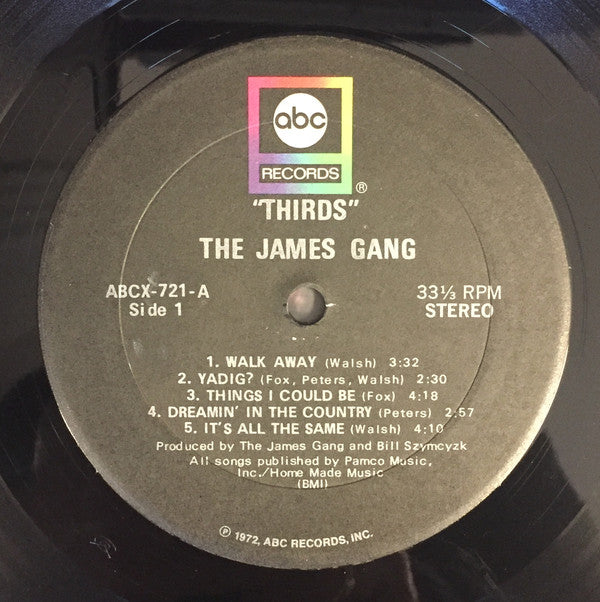 abc
RECORDS
®
"THIRDS"
THE JAMES GANG
ABCX-721-A
Side 1
33⅓ RPM
STEREO
1. WALK AWAY (Walsh) 3:32
2. YADIG? (Fox, Peters, Walsh) 2:30
3. THINGS I COULD BE (Fox) 4:18
4. DREAMIN' IN THE COUNTRY (Peters) 2:57
5. IT'S ALL THE SAME (Walsh) 4:10
Produced by The James Gang and Bill Szymcyzk
All songs published by Pamco Music,
Inc./Home Made Music
(BMI)
℗ 1972, ABC RECORDS, INC.